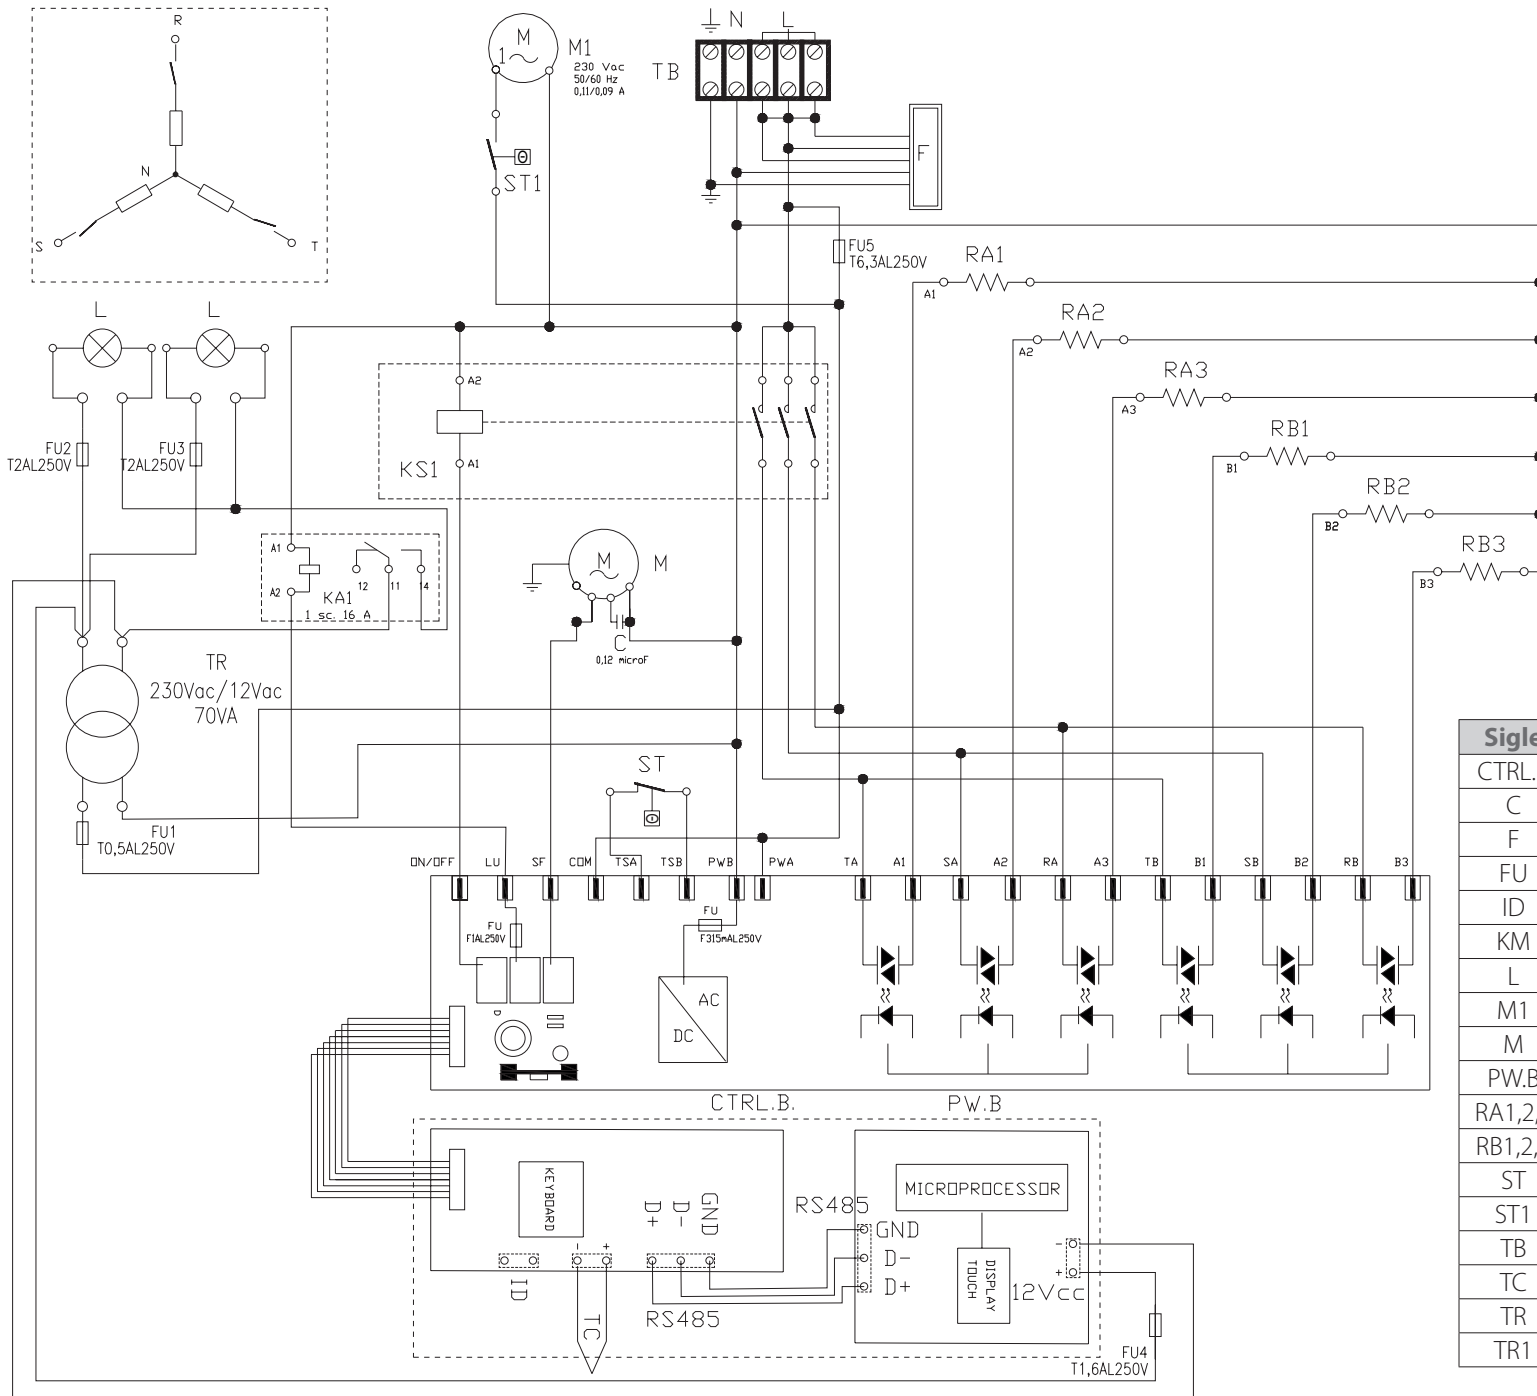 R
N
S
T
M
1
M1
230 Vac
50/60 Hz
0,11/0,09 A
ST1
N L
TB
F
FU5
T6,3AL250V
A1
RA1
A2
RA2
A3
RA3
B1
RB1
B2
RB2
B3
RB3
L L
FU2
T2AL250V
FU3
T2AL250V
A2
KS1
A1
A1
A2
KA1
12 11 14
1 sc. 16 A
M
M
C
0,12 microF
TR
230Vac/12Vac
70VA
FU1
T0,5AL250V
ST
ON/OFF LU SF COM TSA TSB PWB PWA TA A1 SA A2 RA A3 TB B1 SB B2 RB B3
FU
F1AL250V
FU
F315mAL250V
AC
DC
CTRL.B. PW.B
KEYBOARD
ID
- +
TC
D+ D- GND
RS485
RS485
GND
D-
D+
MICROPROCESSOR
DISPLAY
TOUCH
-
+
12Vcc
FU4
T1,6AL250V
Sigle
CTRL.
C
F
FU
ID
KM
L
M1
M
PW.B
RA1,2,
RB1,2,
ST
ST1
TB
TC
TR
TR1